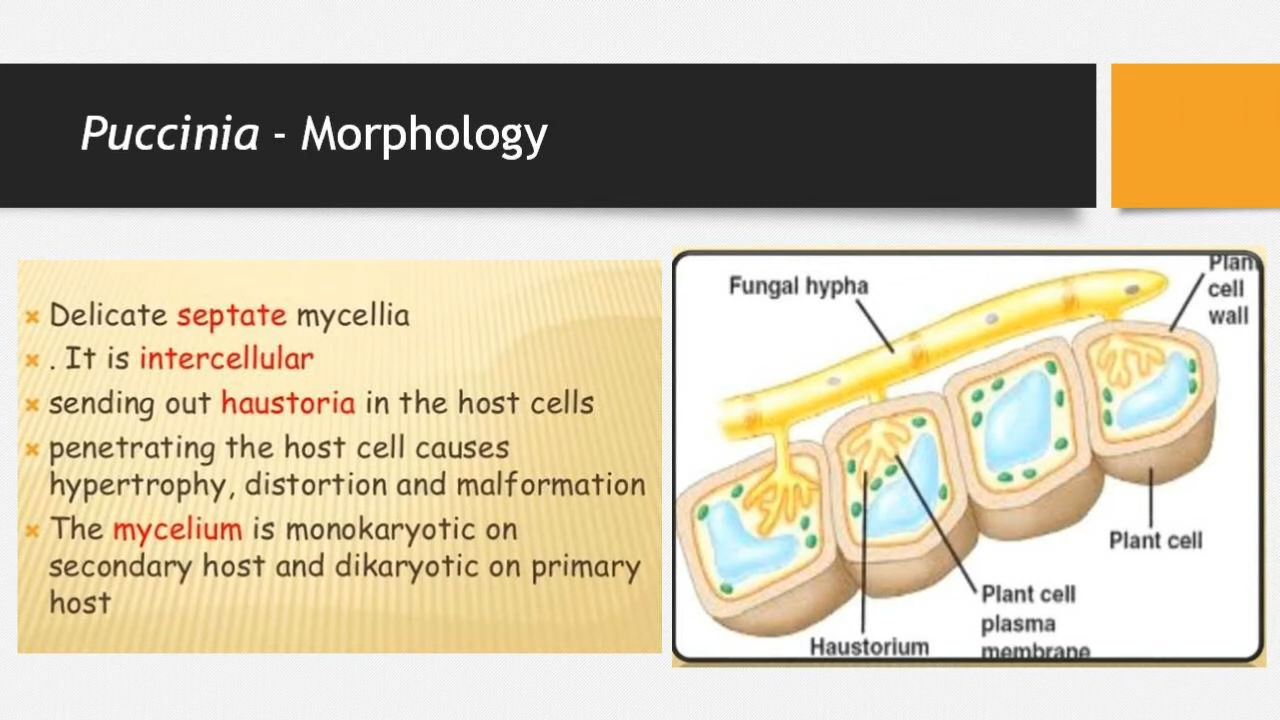 Puccinia - Morphology
Delicate septate mycellia
. It is intercellular
sending out haustoria in the host cells
penetrating the host cell causes
hypertrophy, distortion and malformation
The mycelium is monokaryotic on
secondary host and dikaryotic on primary
host
Fungal hypha
Plant
cell
wall
Plant cell
Plant cell
plasma
membrane
Haustorium